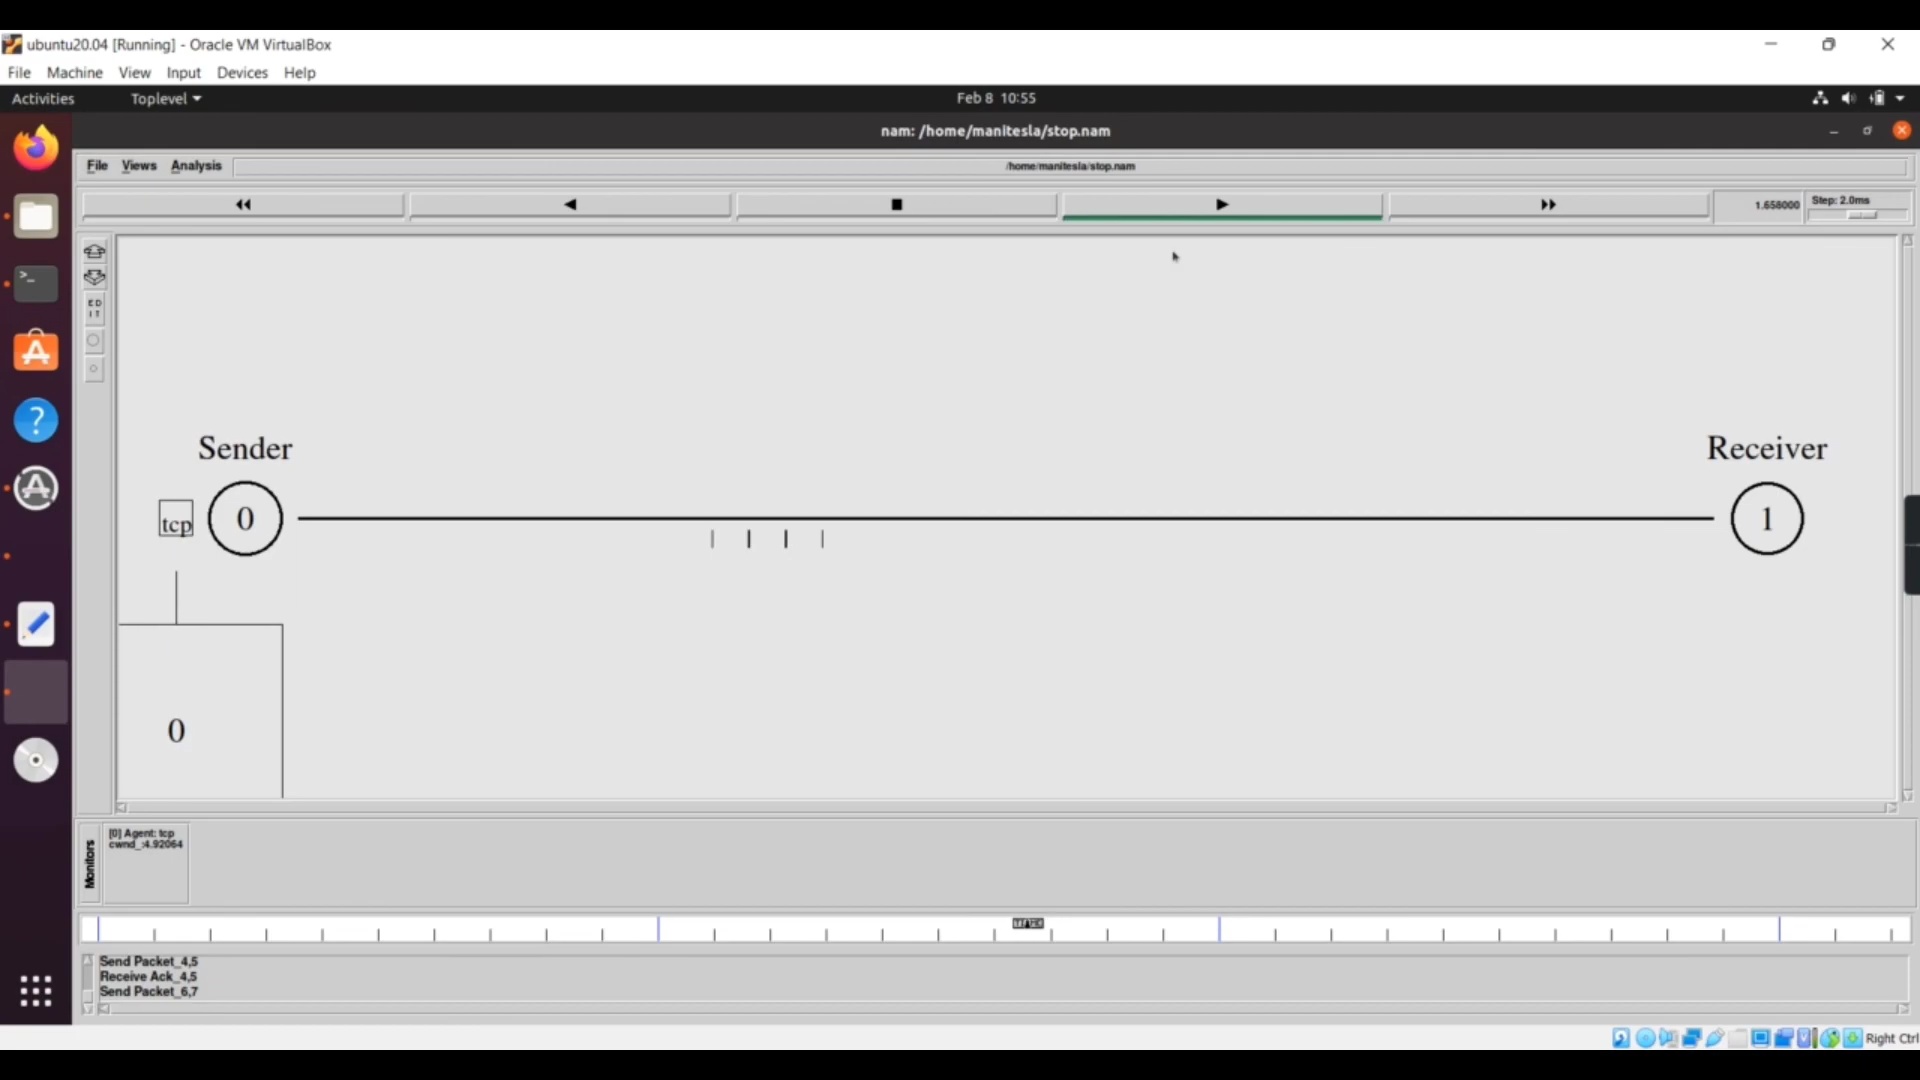 ubuntu20.04 [Running] - Oracle VM VirtualBox
File Machine View Input Devices Help
Activities Toplevel Feb 8 10:55
nam: /home/manitesla/stop.nam
File Views Analysis /home/manitesla/stop.nam
1.658000 Step: 2.0ms
E D
I T
Sender Receiver
tcp 0 1
0
Monitors
[0] Agent: tcp
cwnd_:4.92064
Send Packet_4,5
Receive Ack_4,5
Send Packet_6,7
Right Ctrl